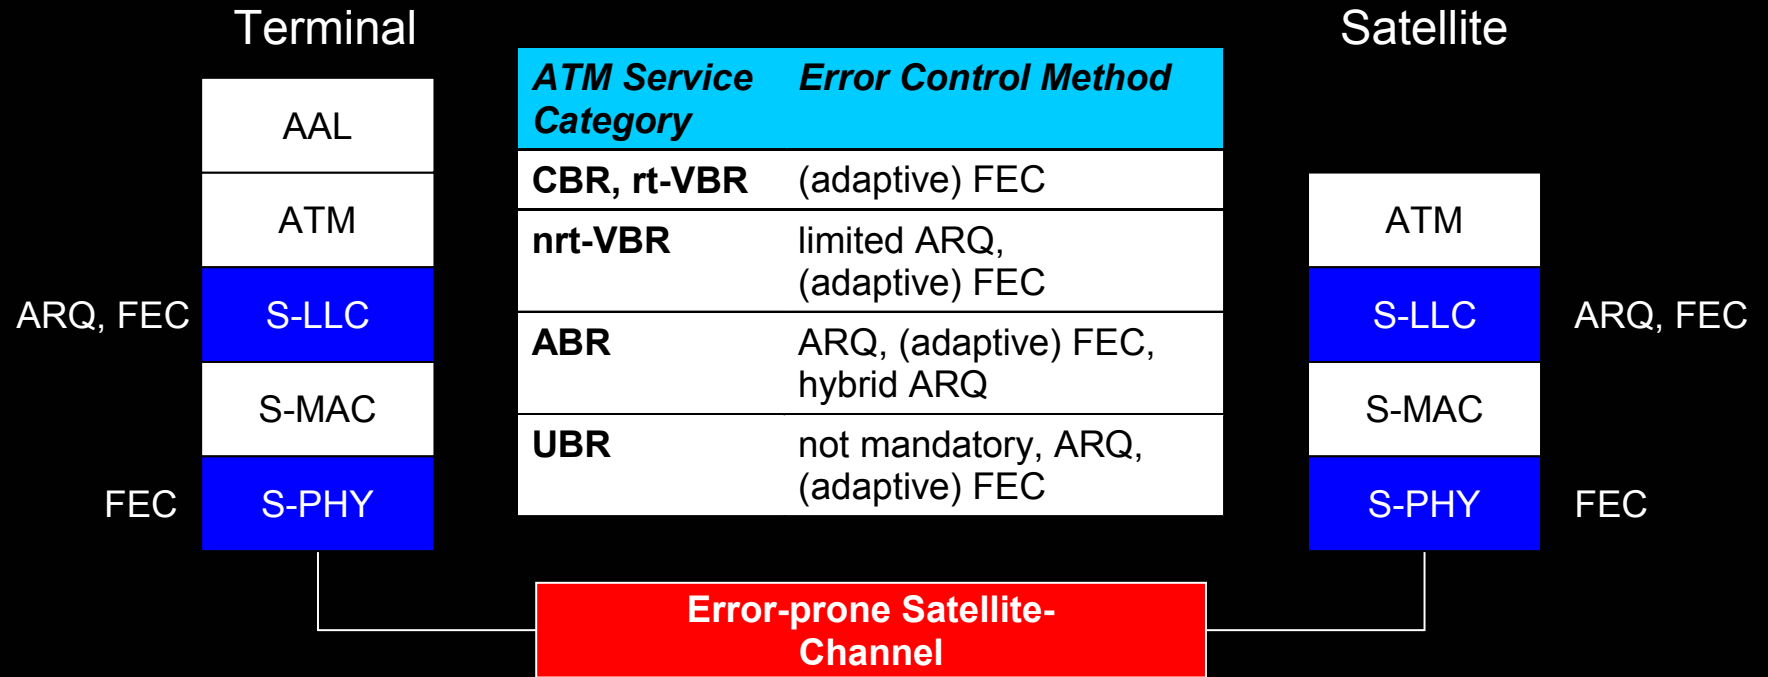 Terminal
Satellite
AAL
ATM
ARQ, FEC
S-LLC
S-MAC
FEC
S-PHY
ATM Service
Category
Error Control Method
CBR, rt-VBR
(adaptive) FEC
nrt-VBR
limited ARQ,
(adaptive) FEC
ABR
ARQ, (adaptive) FEC,
hybrid ARQ
UBR
not mandatory, ARQ,
(adaptive) FEC
ATM
S-LLC
ARQ, FEC
S-MAC
S-PHY
FEC
Error-prone Satellite-
Channel